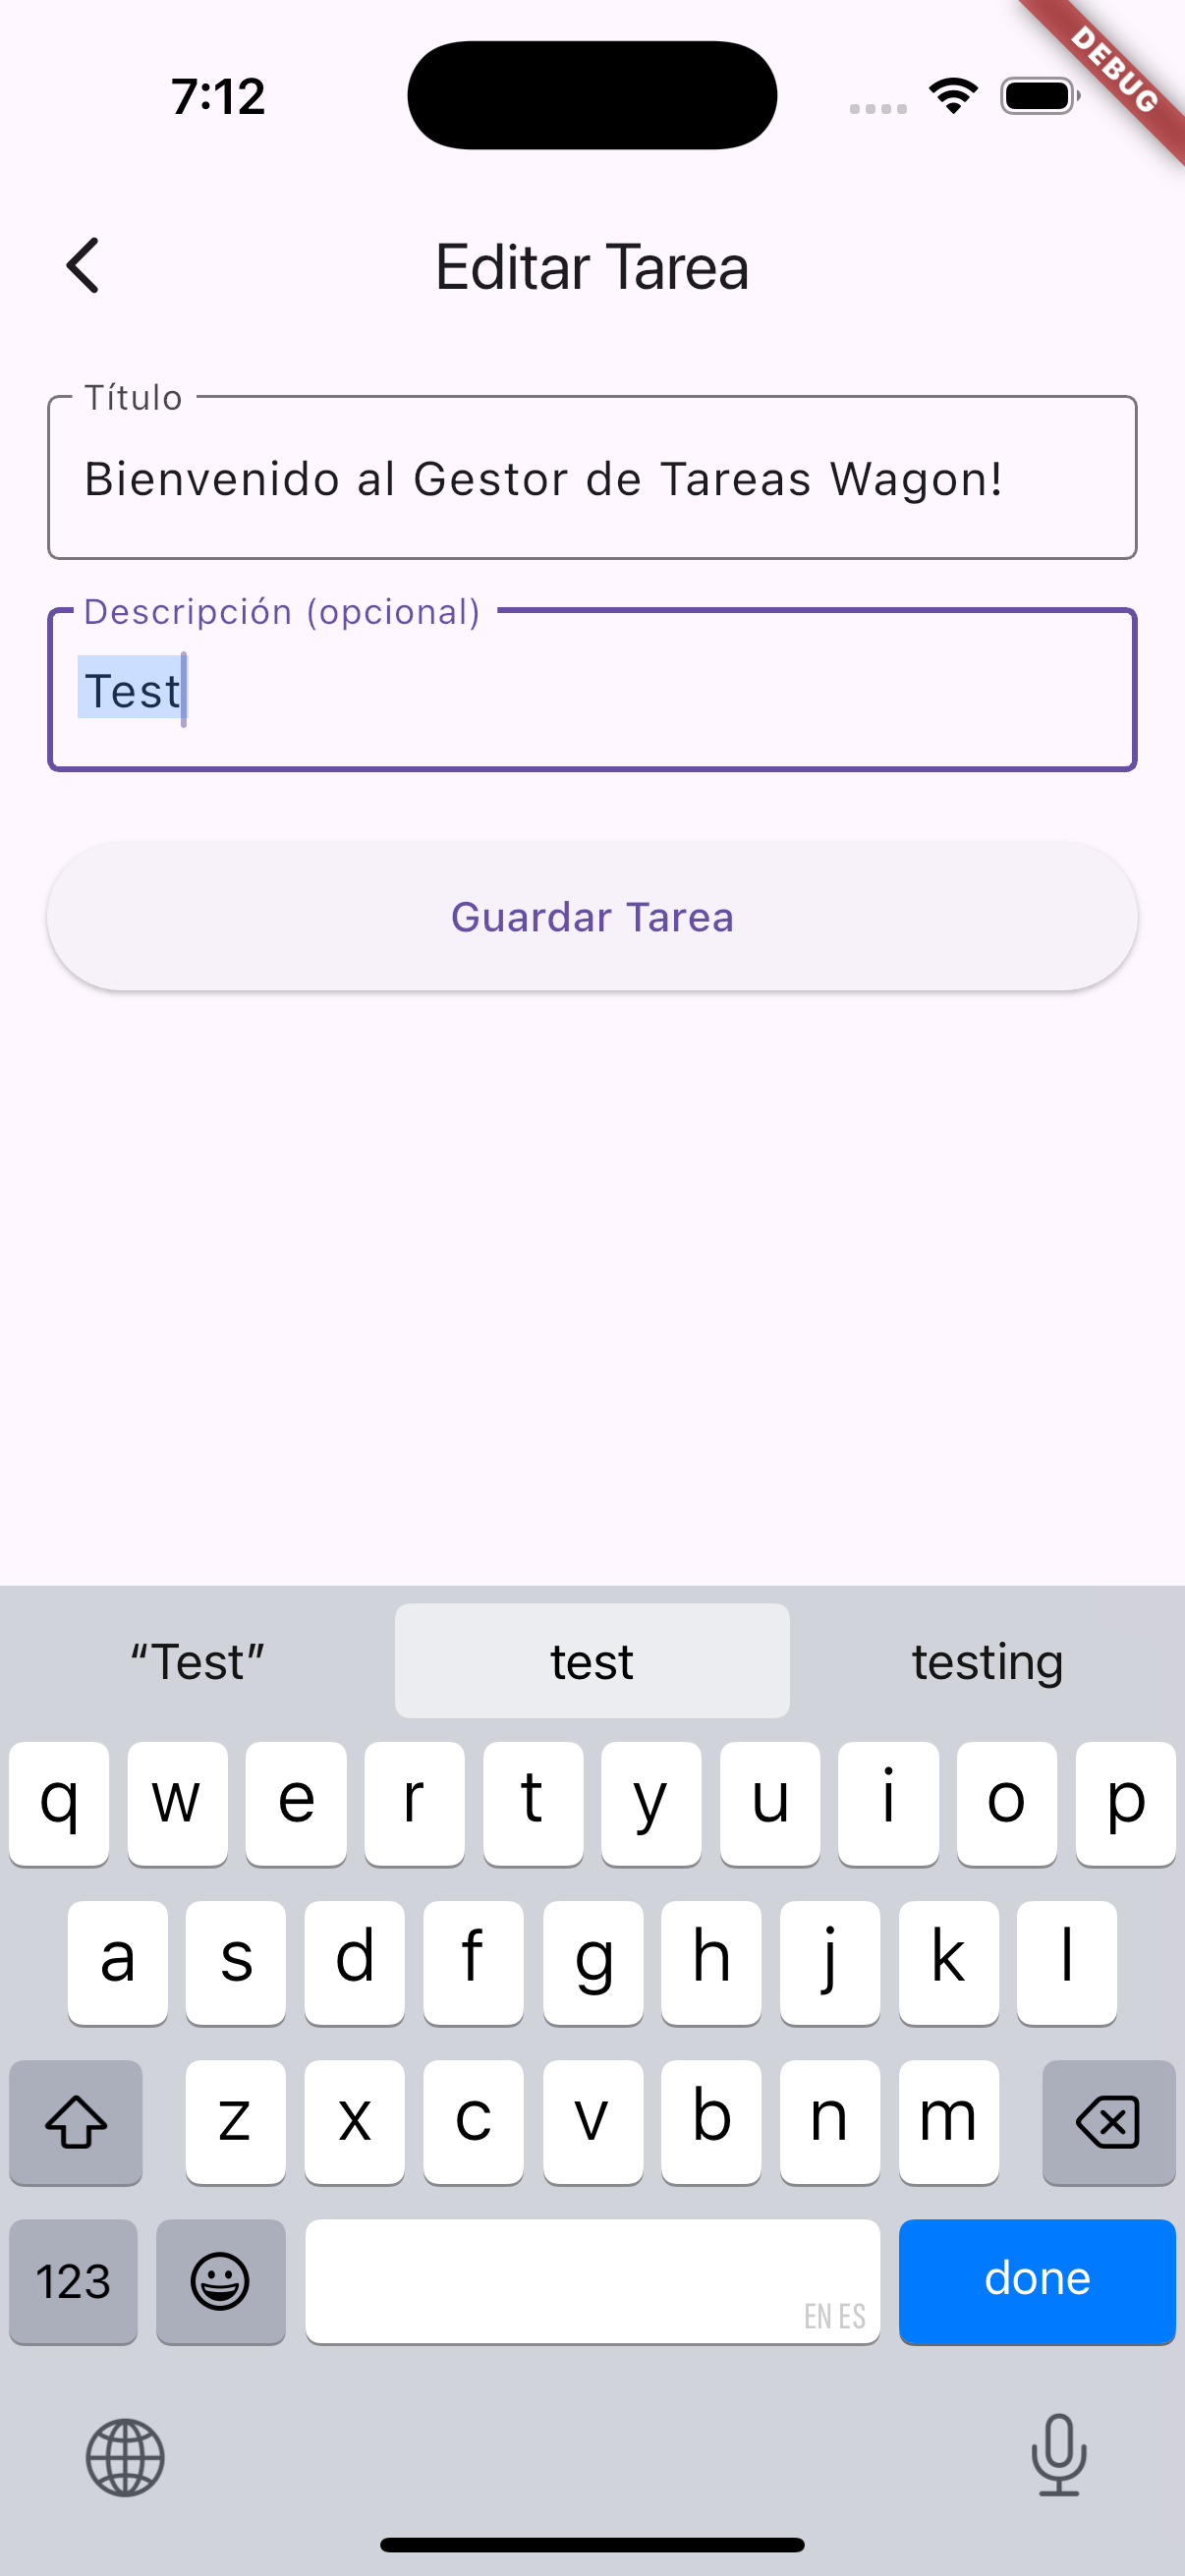 7:12
DEBUG
Editar Tarea
Título
Bienvenido al Gestor de Tareas Wagon!
Descripción (opcional)
Test
Guardar Tarea
“Test” test testing
q w e r t y u i o p
a s d f g h j k l
z x c v b n m
123 EN ES done